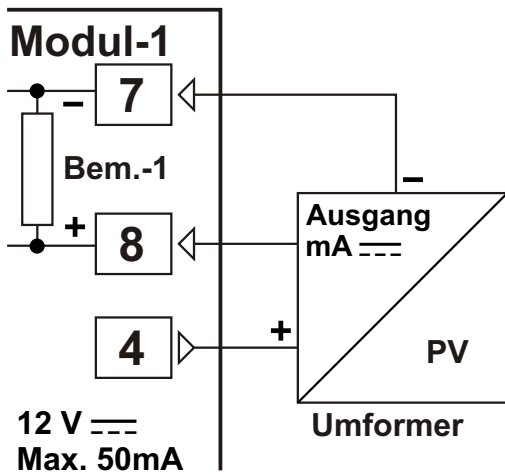 Modul-1
7
−
Bem.-1
−
+
8
Ausgang
mA
4
+
PV
12 V
Umformer
Max. 50mA